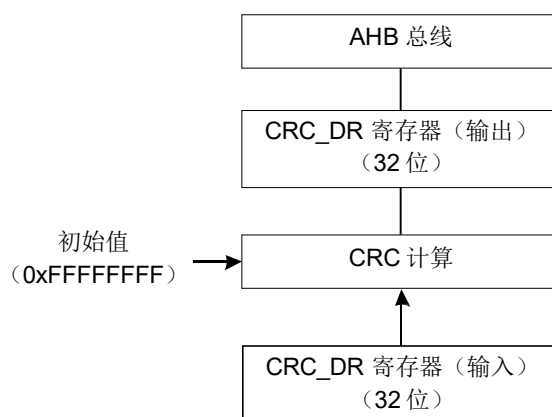 AHB 总线
CRC_DR 寄存器（输出）
（32 位）
初始值
（0xFFFFFFFF）
CRC 计算
CRC_DR 寄存器（输入）
（32 位）